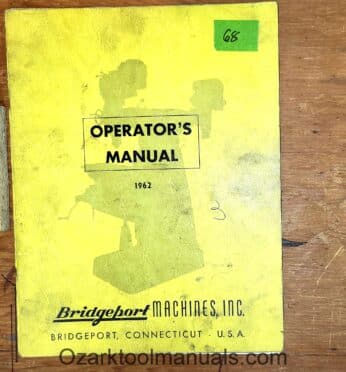 68
OPERATOR'S
MANUAL
1962
3
Bridgeport MACHINES, INC.
BRIDGEPORT, CONNECTICUT - U.S.A.
Ozarktoolmanuals.com